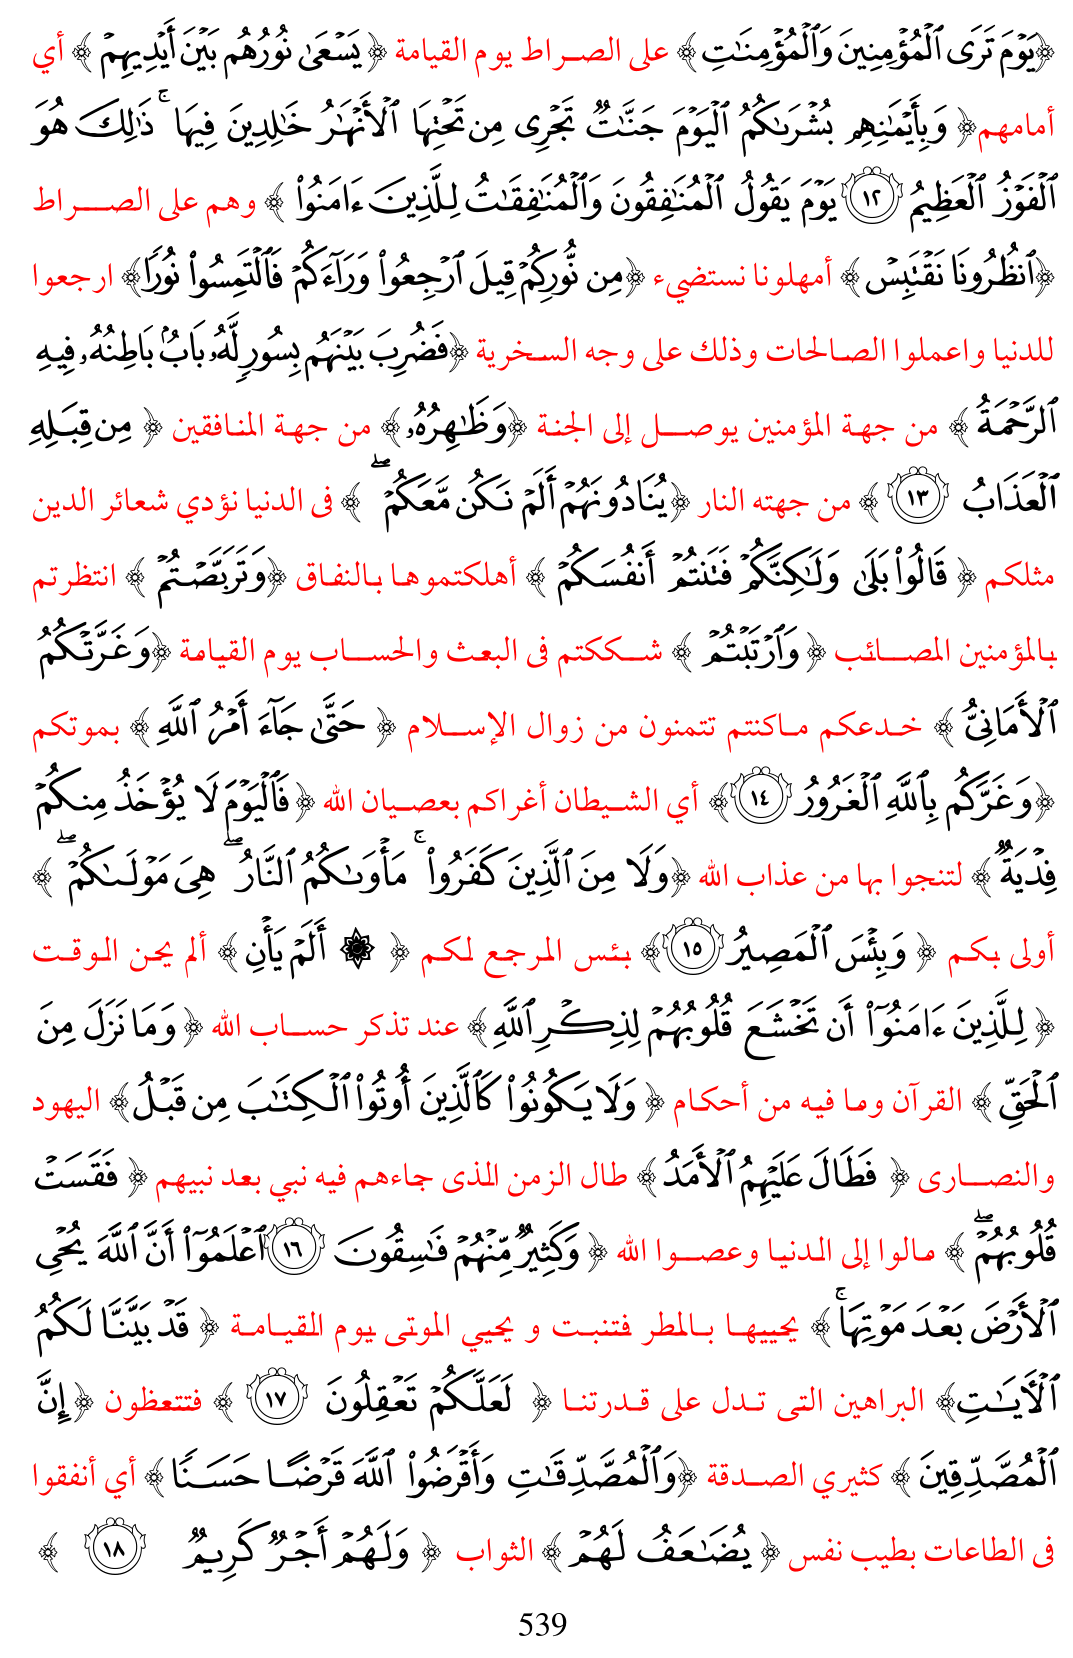 ﴿يَوْمَ تَرَى ٱلْمُؤْمِنِينَ وَٱلْمُؤْمِنَٰتِ﴾ على الصراط يوم القيامة ﴿يَسْعَىٰ نُورُهُم بَيْنَ أَيْدِيهِمْ ﴾ أي
أمامهم﴿ وَبِأَيْمَٰنِهِم بُشْرَىٰكُمُ ٱلْيَوْمَ جَنَّٰتٌ تَجْرِى مِن تَحْتِهَا ٱلْأَنْهَٰرُ خَٰلِدِينَ فِيهَا ۚ ذَٰلِكَ هُوَ
ٱلْفَوْزُ ٱلْعَظِيمُ ١٢ يَوْمَ يَقُولُ ٱلْمُنَٰفِقُونَ وَٱلْمُنَٰفِقَٰتُ لِلَّذِينَ ءَامَنُوا۟ ﴾ وهم على الصراط
﴿ٱنظُرُونَا نَقْتَبِسْ ﴾ أمهلونا نستضيء ﴿مِن نُّورِكُمْ قِيلَ ٱرْجِعُوا۟ وَرَآءَكُمْ فَٱلْتَمِسُوا۟ نُورًا﴾ ارجعوا
للدنيا واعملوا الصالحات وذلك على وجه السخرية ﴿فَضُرِبَ بَيْنَهُم بِسُورٍ لَّهُۥ بَابٌۢ بَاطِنُهُۥ فِيهِ
ٱلرَّحْمَةُ ﴾ من جهة المؤمنين يوصل إلى الجنة ﴿وَظَٰهِرُهُۥ ﴾ من جهة المنافقين ﴿ مِن قِبَلِهِ
ٱلْعَذَابُ ١٣ ﴾ من جهته النار ﴿يُنَادُونَهُمْ أَلَمْ نَكُن مَّعَكُمْ ۖ ﴾ فى الدنيا نؤدي شعائر الدين
مثلكم ﴿ قَالُوا۟ بَلَىٰ وَلَٰكِنَّكُمْ فَتَنتُمْ أَنفُسَكُمْ ﴾ أهلكتموها بالنفاق ﴿وَتَرَبَّصْتُمْ ﴾ انتظرتم
بالمؤمنين المصائب ﴿ وَٱرْتَبْتُمْ ﴾ شككتم فى البعث والحساب يوم القيامة ﴿وَغَرَّتْكُمُ
ٱلْأَمَانِىُّ ﴾ خدعكم ماكنتم تتمنون من زوال الإسلام ﴿ حَتَّىٰ جَآءَ أَمْرُ ٱللَّهِ ﴾ بموتكم
﴿وَغَرَّكُم بِٱللَّهِ ٱلْغَرُورُ ١٤﴾ أي الشيطان أغراكم بعصيان الله ﴿ فَٱلْيَوْمَ لَا يُؤْخَذُ مِنكُمْ
فِدْيَةٌ﴾ لتنجوا بها من عذاب الله ﴿وَلَا مِنَ ٱلَّذِينَ كَفَرُوا۟ ۚ مَأْوَىٰكُمُ ٱلنَّارُ ۖ هِىَ مَوْلَىٰكُمْ ۖ ﴾
أولى بكم ﴿ وَبِئْسَ ٱلْمَصِيرُ ١٥﴾ بئس المرجع لكم ﴿ ۞ أَلَمْ يَأْنِ ﴾ ألم يحن الوقت
﴿ لِلَّذِينَ ءَامَنُوٓا۟ أَن تَخْشَعَ قُلُوبُهُمْ لِذِكْرِ ٱللَّهِ﴾ عند تذكر حساب الله ﴿ وَمَا نَزَلَ مِنَ
ٱلْحَقِّ ﴾ القرآن وما فيه من أحكام ﴿ وَلَا يَكُونُوا۟ كَٱلَّذِينَ أُوتُوا۟ ٱلْكِتَٰبَ مِن قَبْلُ﴾ اليهود
والنصارى ﴿ فَطَالَ عَلَيْهِمُ ٱلْأَمَدُ﴾ طال الزمن الذى جاءهم فيه نبي بعد نبيهم ﴿ فَقَسَتْ
قُلُوبُهُمْ ۖ ﴾ مالوا إلى الدنيا وعصوا الله ﴿ وَكَثِيرٌ مِّنْهُمْ فَٰسِقُونَ ١٦ ٱعْلَمُوٓا۟ أَنَّ ٱللَّهَ يُحْىِ
ٱلْأَرْضَ بَعْدَ مَوْتِهَا ۚ﴾ يحييها بالمطر فتنبت و يحيي الموتى يوم القيامة ﴿ قَدْ بَيَّنَّا لَكُمُ
ٱلْءَايَٰتِ﴾ البراهين التى تدل على قدرتنا ﴿ لَعَلَّكُمْ تَعْقِلُونَ ١٧ ﴾ فتتعظون ﴿إِنَّ
ٱلْمُصَّدِّقِينَ ﴾ كثيري الصدقة ﴿وَٱلْمُصَّدِّقَٰتِ وَأَقْرَضُوا۟ ٱللَّهَ قَرْضًا حَسَنًا﴾ أي أنفقوا
فى الطاعات بطيب نفس ﴿ يُضَٰعَفُ لَهُمْ ﴾ الثواب ﴿ وَلَهُمْ أَجْرٌ كَرِيمٌ ١٨ ﴾
539